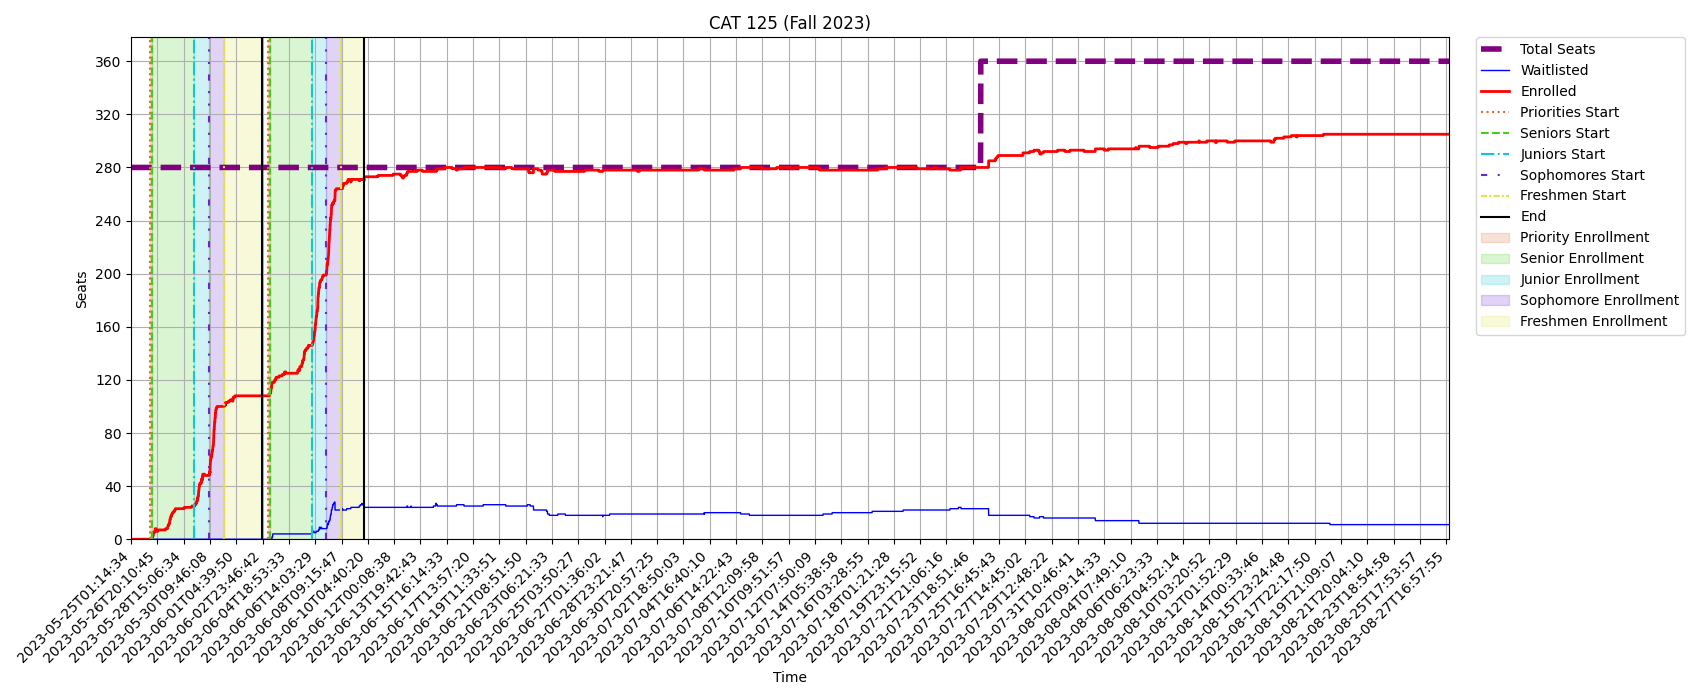 CAT 125 (Fall 2023)
Seats
360
320
280
240
200
160
120
80
40
0
2023-05-25T01:14:34
2023-05-26T20:10:45
2023-05-28T15:06:34
2023-05-30T09:46:08
2023-06-01T04:39:50
2023-06-02T23:46:42
2023-06-04T18:53:33
2023-06-06T14:03:29
2023-06-08T09:15:47
2023-06-10T04:40:20
2023-06-12T00:08:38
2023-06-13T19:42:43
2023-06-15T16:14:33
2023-06-17T13:57:20
2023-06-19T11:33:51
2023-06-21T08:51:50
2023-06-23T06:21:33
2023-06-25T03:50:27
2023-06-27T01:36:02
2023-06-28T23:21:47
2023-06-30T20:57:25
2023-07-02T18:50:03
2023-07-04T16:40:10
2023-07-06T14:22:43
2023-07-08T12:09:58
2023-07-10T09:51:57
2023-07-12T07:50:09
2023-07-14T05:38:58
2023-07-16T03:28:55
2023-07-18T01:21:28
2023-07-19T23:15:52
2023-07-21T21:06:16
2023-07-23T18:51:46
2023-07-25T16:45:43
2023-07-27T14:45:02
2023-07-29T12:48:22
2023-07-31T10:46:41
2023-08-02T09:14:33
2023-08-04T07:49:10
2023-08-06T06:23:33
2023-08-08T04:52:14
2023-08-10T03:20:52
2023-08-12T01:52:29
2023-08-14T00:33:46
2023-08-15T23:24:48
2023-08-17T22:17:50
2023-08-19T21:09:07
2023-08-21T20:04:10
2023-08-23T18:54:58
2023-08-25T17:53:57
2023-08-27T16:57:55
Time
Total Seats
Waitlisted
Enrolled
Priorities Start
Seniors Start
Juniors Start
Sophomores Start
Freshmen Start
End
Priority Enrollment
Senior Enrollment
Junior Enrollment
Sophomore Enrollment
Freshmen Enrollment